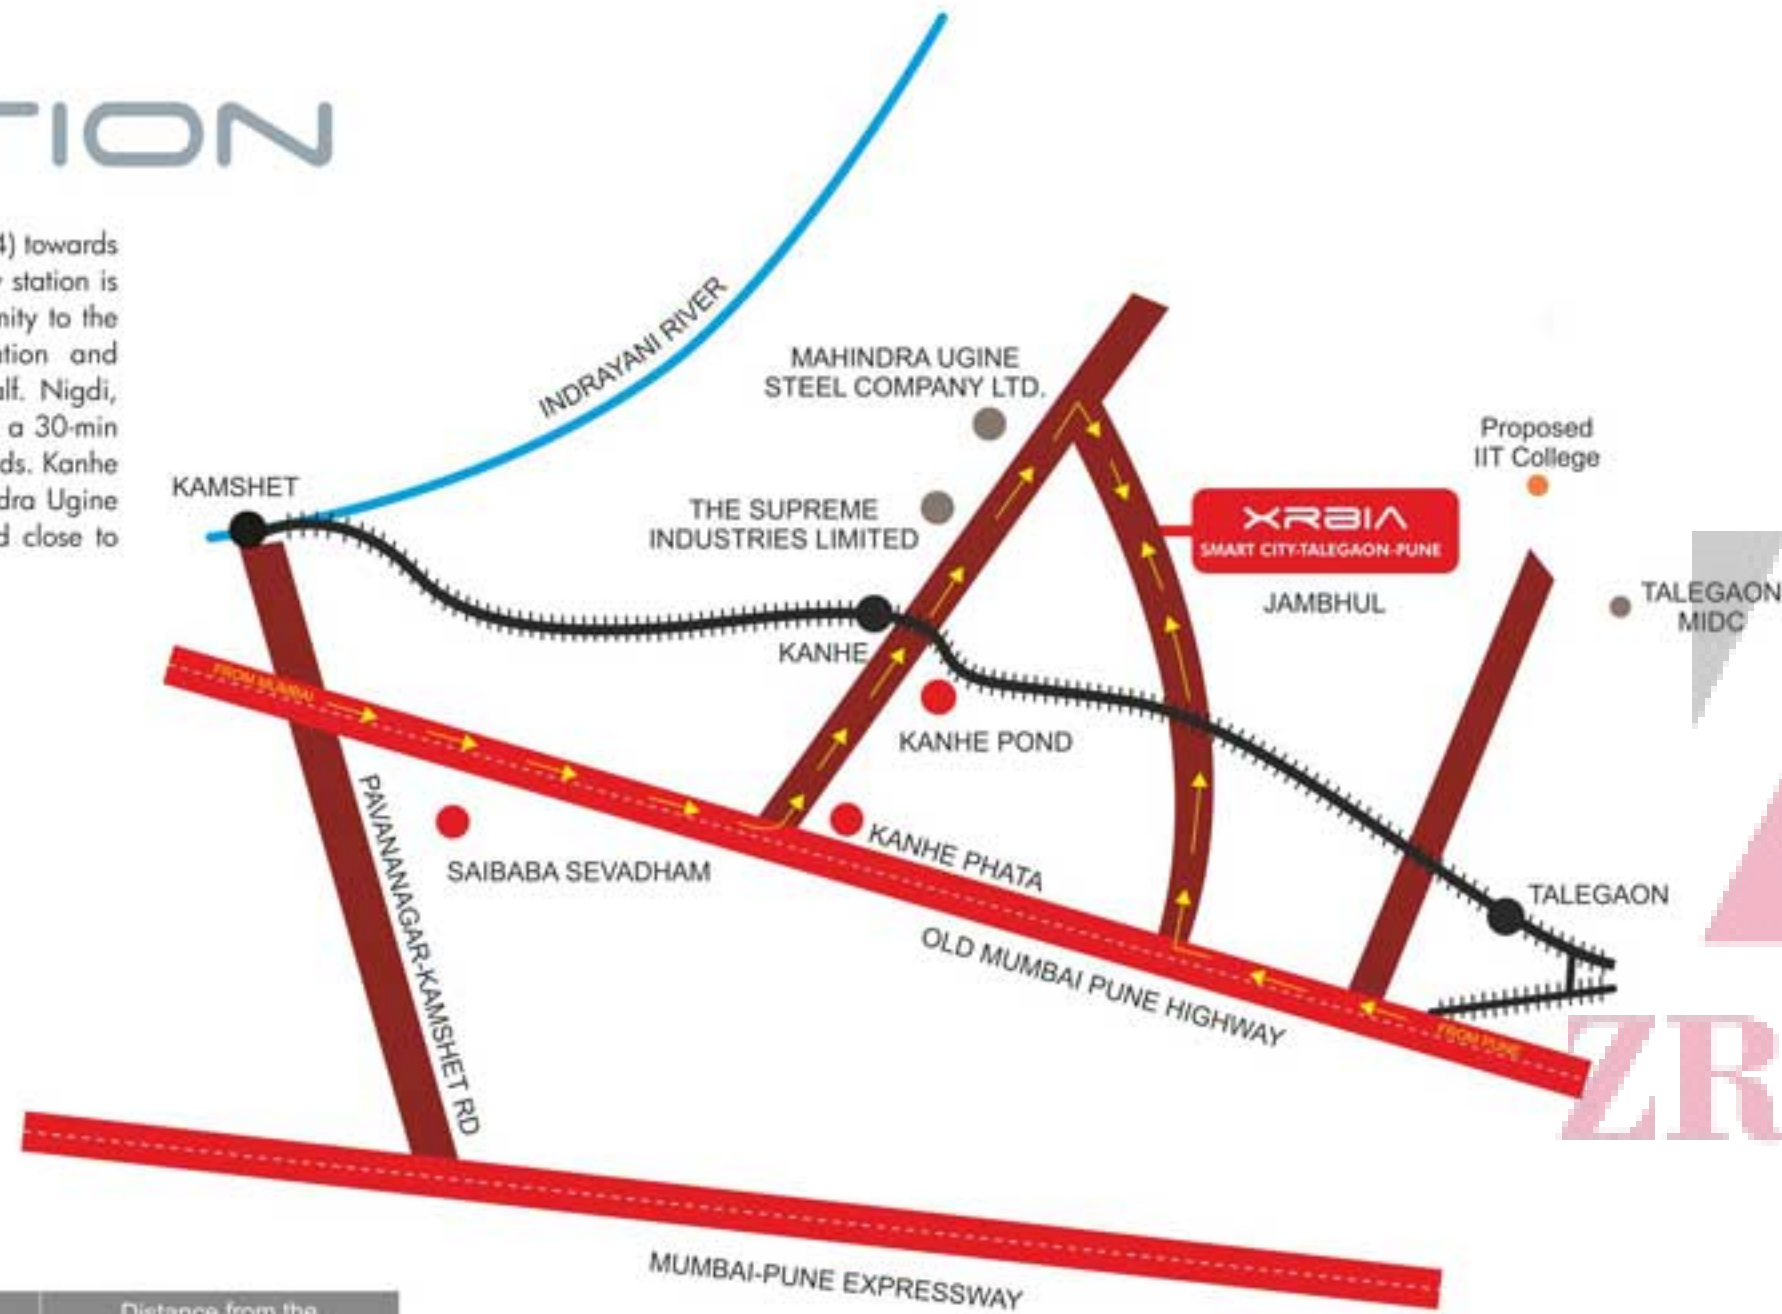 TION
4) towards
station is
mity to the
ation and
alf. Nigdi,
a 30-min
ds. Kanhe
dra Ugine
d close to
INDRAYANI RIVER
KAMSHET
MAHINDRA UGINE
STEEL COMPANY LTD.
THE SUPREME
INDUSTRIES LIMITED
Proposed
IIT College
XRBIA
SMART CITY-TALEGAON-PUNE
JAMBHUL
TALEGAON
MIDC
KANHE
FROM MUMBAI
KANHE POND
PAVANANAGAR-KAMSHET RD
SAIBABA SEVADHAM
KANHE PHATA
TALEGAON
OLD MUMBAI PUNE HIGHWAY
FROM PUNE
ZR
MUMBAI-PUNE EXPRESSWAY
Distance from the